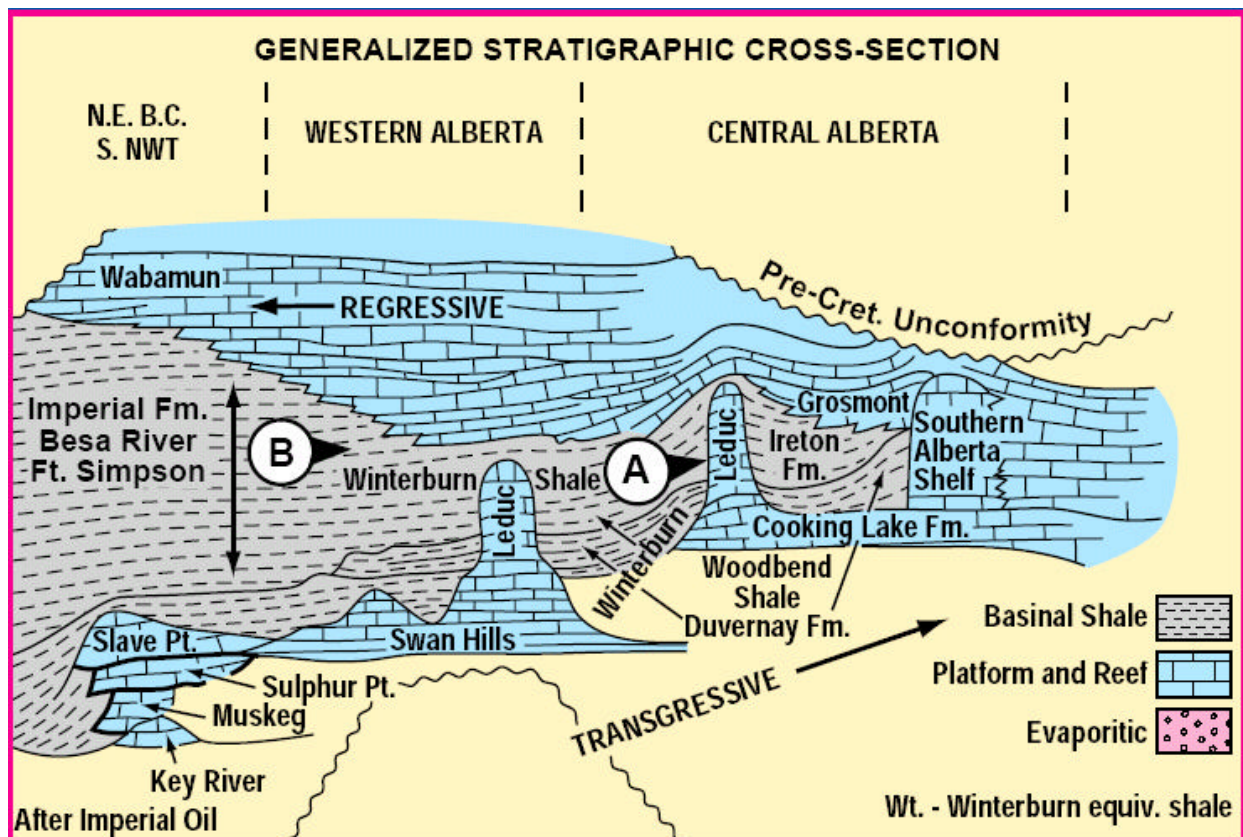 GENERALIZED STRATIGRAPHIC CROSS-SECTION
N.E. B.C.
S. NWT
WESTERN ALBERTA
CENTRAL ALBERTA
Pre-Cret. Unconformity
Wabamun
REGRESSIVE
Imperial Fm.
Besa River
Ft. Simpson
B
Winterburn
Shale
A
Leduc
Leduc
Grosmont
Ireton
Fm.
Southern
Alberta
Shelf
Cooking Lake Fm.
Winterburn
Woodbend
Shale
Duvernay Fm.
Slave Pt.
Swan Hills
Sulphur Pt.
Muskeg
Key River
TRANSGRESSIVE
Basinal Shale
Platform and Reef
Evaporitic
After Imperial Oil
Wt. - Winterburn equiv. shale